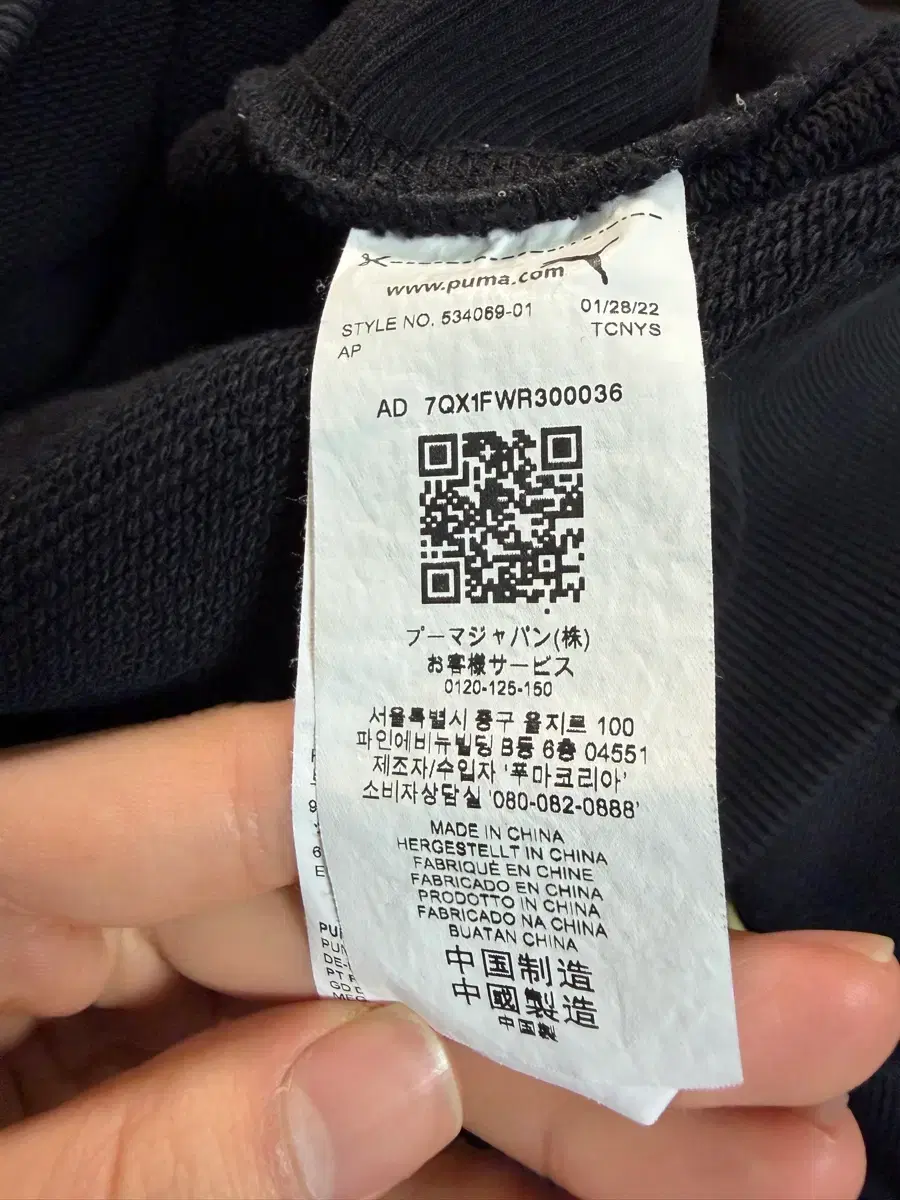 www.puma.com
STYLE NO. 534069-01
01/28/22
AP
TCNYS
AD 7QX1FWR300036
プーマジャパン(株)
お客様サービス
0120-125-150
서울특별시 중구 을지로 100
파인에비뉴빌딩 B동 6층 04551
제조자/수입자 '푸마코리아'
소비자상담실 '080-082-0888'
MADE IN CHINA
HERGESTELLT IN CHINA
FABRIQUÉ EN CHINE
FABRICADO EN CHINA
PRODOTTO IN CHINA
FABRICADO NA CHINA
BUATAN CHINA
中国制造
中國製造
中国製